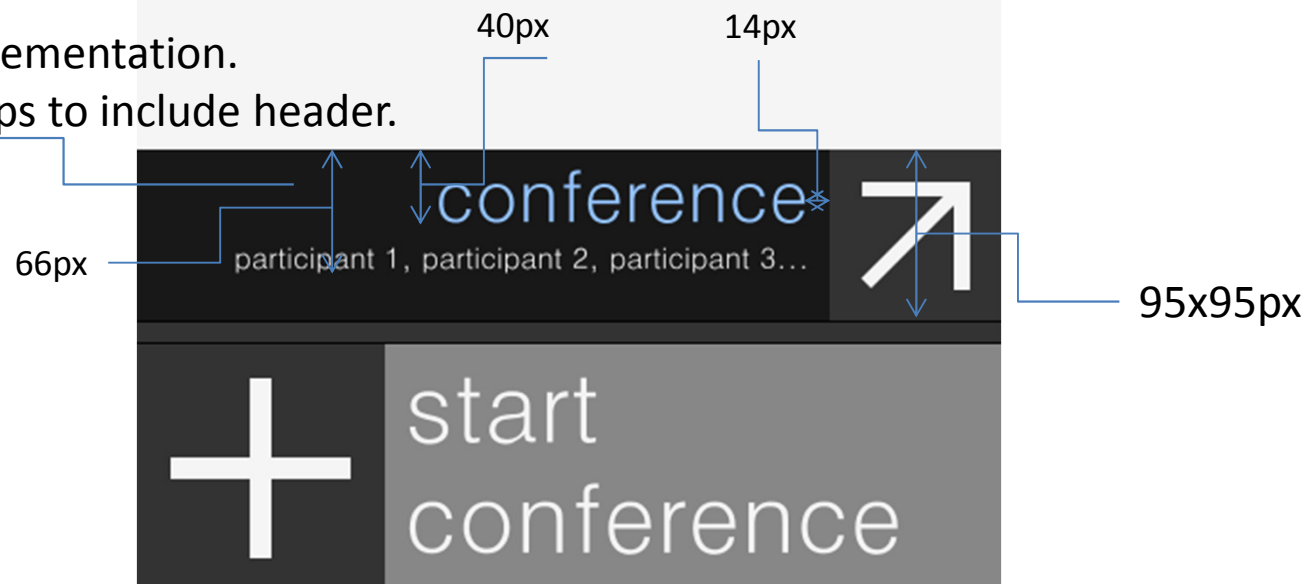 40px
14px
ementation.
ps to include header.
conference
66px
participant 1, participant 2, participant 3...
95x95px
start
conference